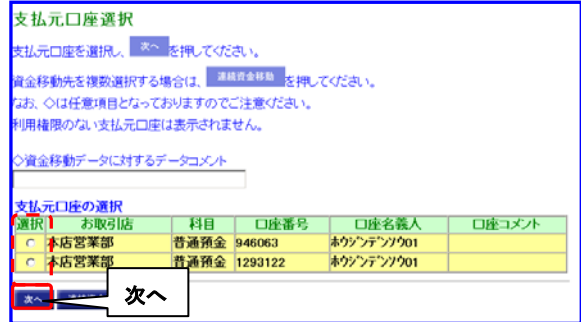 支払元口座選択
支払元口座を選択し、 次へ を押してください。
資金移動先を複数選択する場合は、 連続資金移動 を押してください。
なお、◇は任意項目となっておりますのでご注意ください。
利用権限のない支払元口座は表示されません。
◇資金移動データに対するデータコメント
支払元口座の選択
選択 お取引店 科目 口座番号 口座名義人 口座コメント
本店営業部 普通預金 946063 ホウジンデンソウ01
本店営業部 普通預金 1293122 ホウジンデンソウ01
次へ
次へ